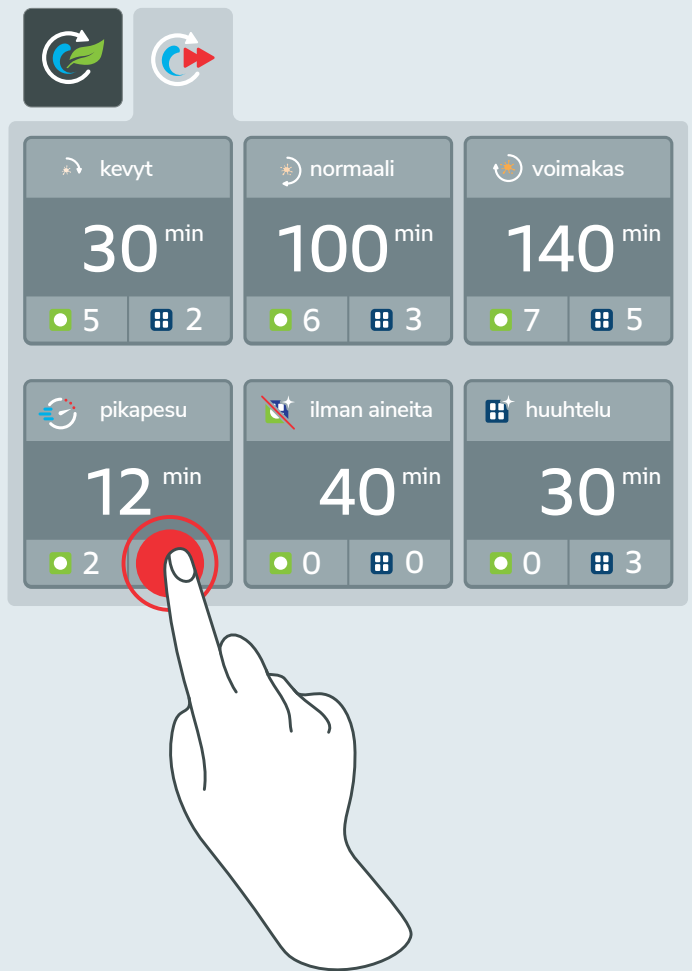 kevyt
30 min
5 2
normaali
100 min
6 3
voimakas
140 min
7 5
pikapesu
12 min
2
ilman aineita
40 min
0 0
huuhtelu
30 min
0 3